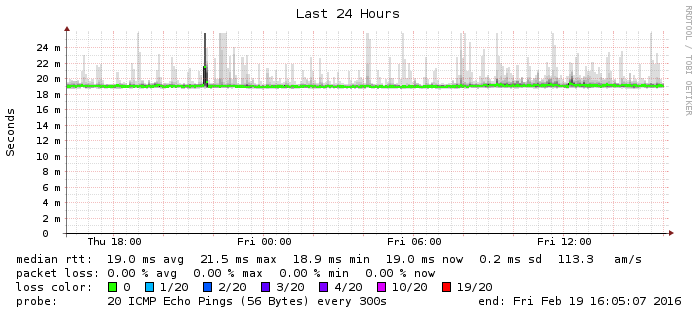 Last 24 Hours
RRDTOOL / TOBI OETIKER
Seconds
24 m
22 m
20 m
18 m
16 m
14 m
12 m
10 m
8 m
6 m
4 m
2 m
0
Thu 18:00 Fri 00:00 Fri 06:00 Fri 12:00
median rtt: 19.0 ms avg 21.5 ms max 18.9 ms min 19.0 ms now 0.2 ms sd 113.3 am/s
packet loss: 0.00 % avg 0.00 % max 0.00 % min 0.00 % now
loss color: 0 1/20 2/20 3/20 4/20 10/20 19/20
probe: 20 ICMP Echo Pings (56 Bytes) every 300s end: Fri Feb 19 16:05:07 2016